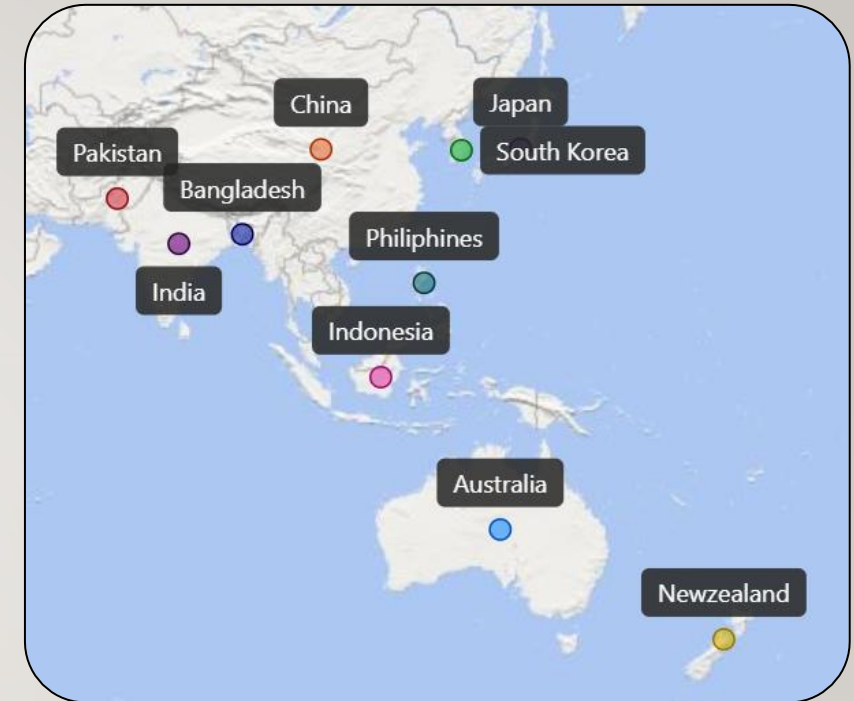 China
Japan
Pakistan
South Korea
Bangladesh
Philiphines
India
Indonesia
Australia
Newzealand